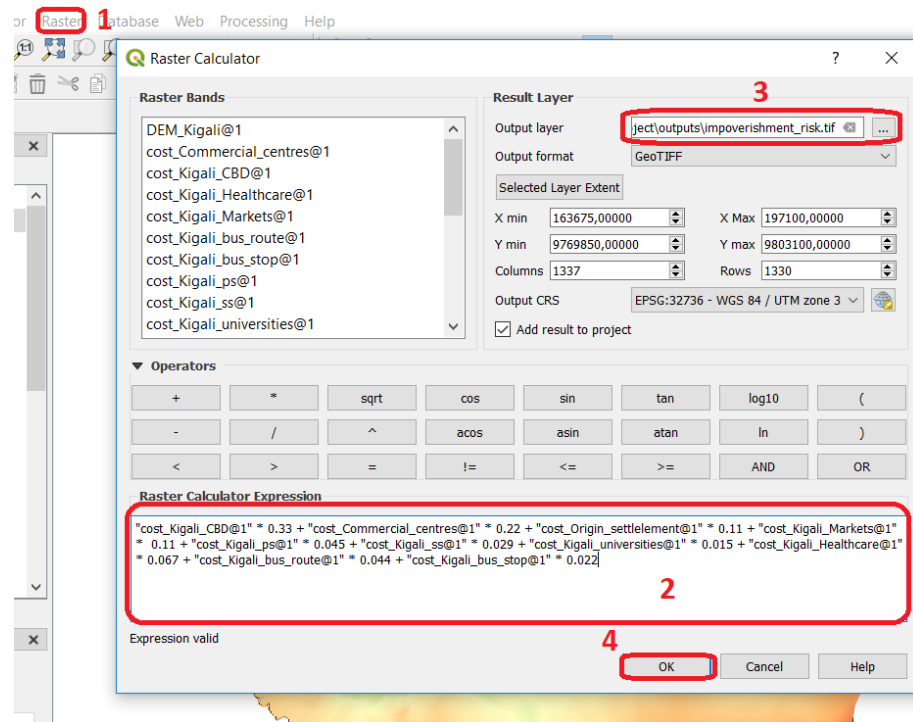 or Raster 1 Database Web Processing Help
Raster Calculator ? ×
Raster Bands
DEM_Kigali@1
cost_Commercial_centres@1
cost_Kigali_CBD@1
cost_Kigali_Healthcare@1
cost_Kigali_Markets@1
cost_Kigali_bus_route@1
cost_Kigali_bus_stop@1
cost_Kigali_ps@1
cost_Kigali_ss@1
cost_Kigali_universities@1
Result Layer
3
Output layer ject\outputs\impoverishment_risk.tif ...
Output format GeoTIFF
Selected Layer Extent
X min 163675,00000 X Max 197100,00000
Y min 9769850,00000 Y max 9803100,00000
Columns 1337 Rows 1330
Output CRS EPSG:32736 - WGS 84 / UTM zone 3
Add result to project
Operators
+ * sqrt cos sin tan log10 (
- / ^ acos asin atan ln )
< > = != <= >= AND OR
Raster Calculator Expression
"cost_Kigali_CBD@1" * 0.33 + "cost_Commercial_centres@1" * 0.22 + "cost_Origin_settlelement@1" * 0.11 + "cost_Kigali_Markets@1"
* 0.11 + "cost_Kigali_ps@1" * 0.045 + "cost_Kigali_ss@1" * 0.029 + "cost_Kigali_universities@1" * 0.015 + "cost_Kigali_Healthcare@1"
* 0.067 + "cost_Kigali_bus_route@1" * 0.044 + "cost_Kigali_bus_stop@1" * 0.022
2
Expression valid
4
OK Cancel Help